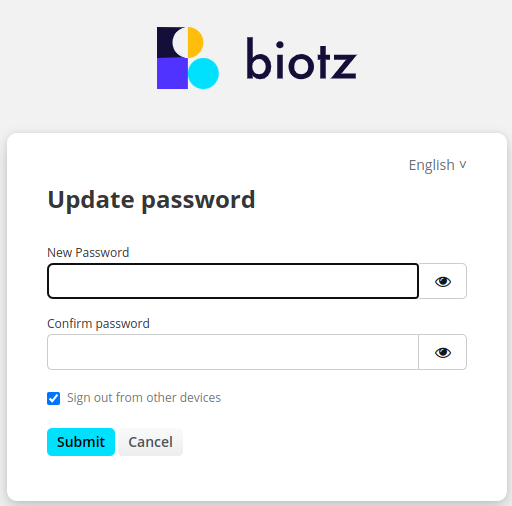 biotz
English
Update password
New Password
Confirm password
Sign out from other devices
Submit Cancel